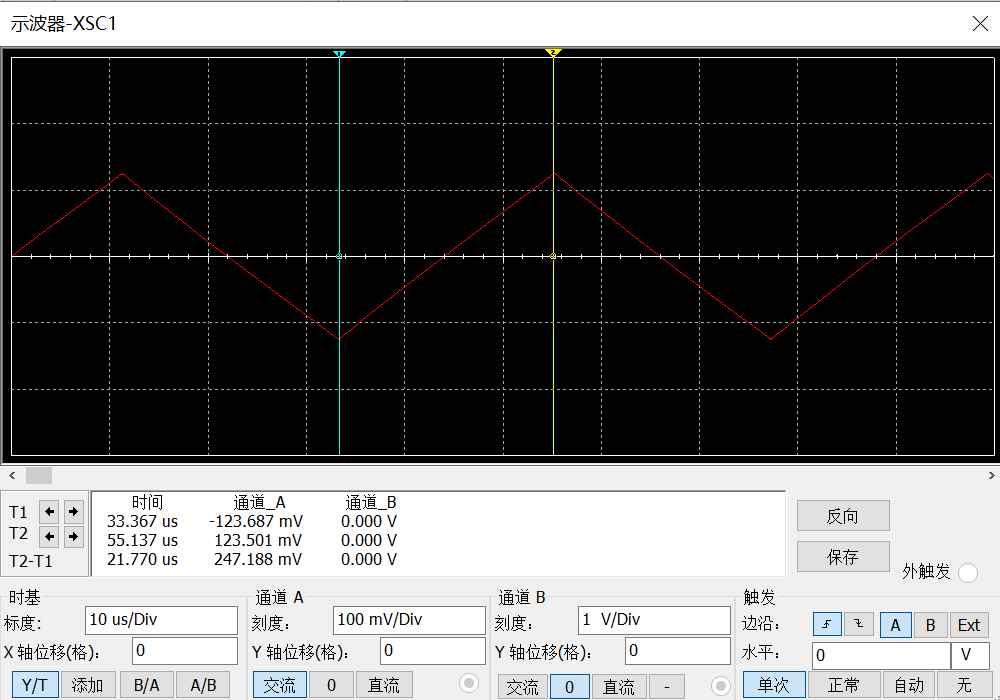 示波器-XSC1
1 2
时间 通道_A 通道_B
T1 33.367 us -123.687 mV 0.000 V
T2 55.137 us 123.501 mV 0.000 V
T2-T1 21.770 us 247.188 mV 0.000 V
反向
保存
外触发
时基 通道 A 通道 B 触发
标度: 10 us/Div 刻度: 100 mV/Div 刻度: 1 V/Div 边沿: A B Ext
X 轴位移(格): 0 Y 轴位移(格): 0 Y 轴位移(格): 0 水平: 0 V
Y/T 添加 B/A A/B 交流 0 直流 交流 0 直流 - 单次 正常 自动 无